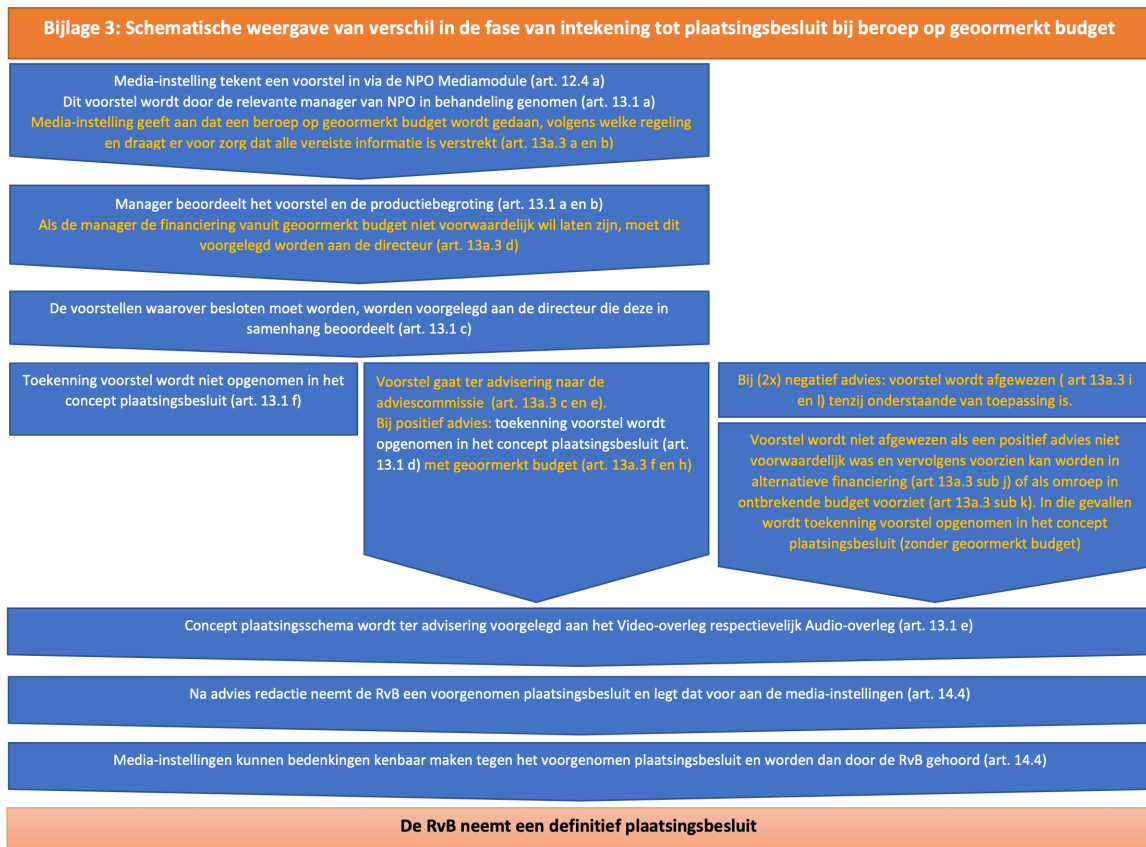 Bijlage 3: Schematische weergave van verschil in de fase van intekening tot plaatsingsbesluit bij beroep op geoormerkt budget
Media-instelling tekent een voorstel in via de NPO Mediamodule (art. 12.4 a)
Dit voorstel wordt door de relevante manager van NPO in behandeling genomen (art. 13.1 a)
Media-instelling geeft aan dat een beroep op geoormerkt budget wordt gedaan, volgens welke regeling
en draagt er voor zorg dat alle vereiste informatie is verstrekt (art. 13a.3 a en b)
Manager beoordeelt het voorstel en de productiebegroting (art. 13.1 a en b)
Als de manager de financiering vanuit geoormerkt budget niet voorwaardelijk wil laten zijn, moet dit
voorgelegd worden aan de directeur (art. 13a.3 d)
De voorstellen waarover besloten moet worden, worden voorgelegd aan de directeur die deze in
samenhang beoordeelt (art. 13.1 c)
Toekenning voorstel wordt niet opgenomen in het
concept plaatsingsbesluit (art. 13.1 f)
Voorstel gaat ter advisering naar de
adviescommissie (art. 13a.3 c en e).
Bij positief advies: toekenning voorstel wordt
opgenomen in het concept plaatsingsbesluit (art.
13.1 d) met geoormerkt budget (art. 13a.3 f en h)
Bij (2x) negatief advies: voorstel wordt afgewezen ( art 13a.3 i
en l) tenzij onderstaande van toepassing is.
Voorstel wordt niet afgewezen als een positief advies niet
voorwaardelijk was en vervolgens voorzien kan worden in
alternatieve financiering (art 13a.3 sub j) of als omroep in
ontbrekende budget voorziet (art 13a.3 sub k). In die gevallen
wordt toekenning voorstel opgenomen in het concept
plaatsingsbesluit (zonder geoormerkt budget)
Concept plaatsingsschema wordt ter advisering voorgelegd aan het Video-overleg respectievelijk Audio-overleg (art. 13.1 e)
Na advies redactie neemt de RvB een voorgenomen plaatsingsbesluit en legt dat voor aan de media-instellingen (art. 14.4)
Media-instellingen kunnen bedenkingen kenbaar maken tegen het voorgenomen plaatsingsbesluit en worden dan door de RvB gehoord (art. 14.4)
De RvB neemt een definitief plaatsingsbesluit